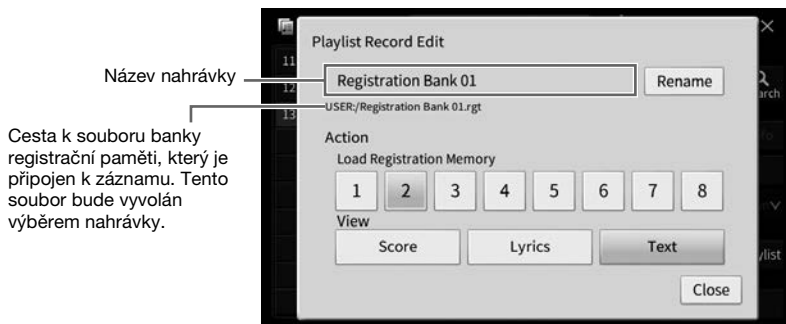 Playlist Record Edit
11
Název nahrávky
Registration Bank 01
Rename
12
arch
USER:/Registration Bank 01.rgt
13
Cesta k souboru banky
registrační paměti, který je
připojen k záznamu. Tento
soubor bude vyvolán
výběrem nahrávky.
Action
Load Registration Memory
1 2 3 4 5 6 7 8
View
Score Lyrics Text
ylist
Close